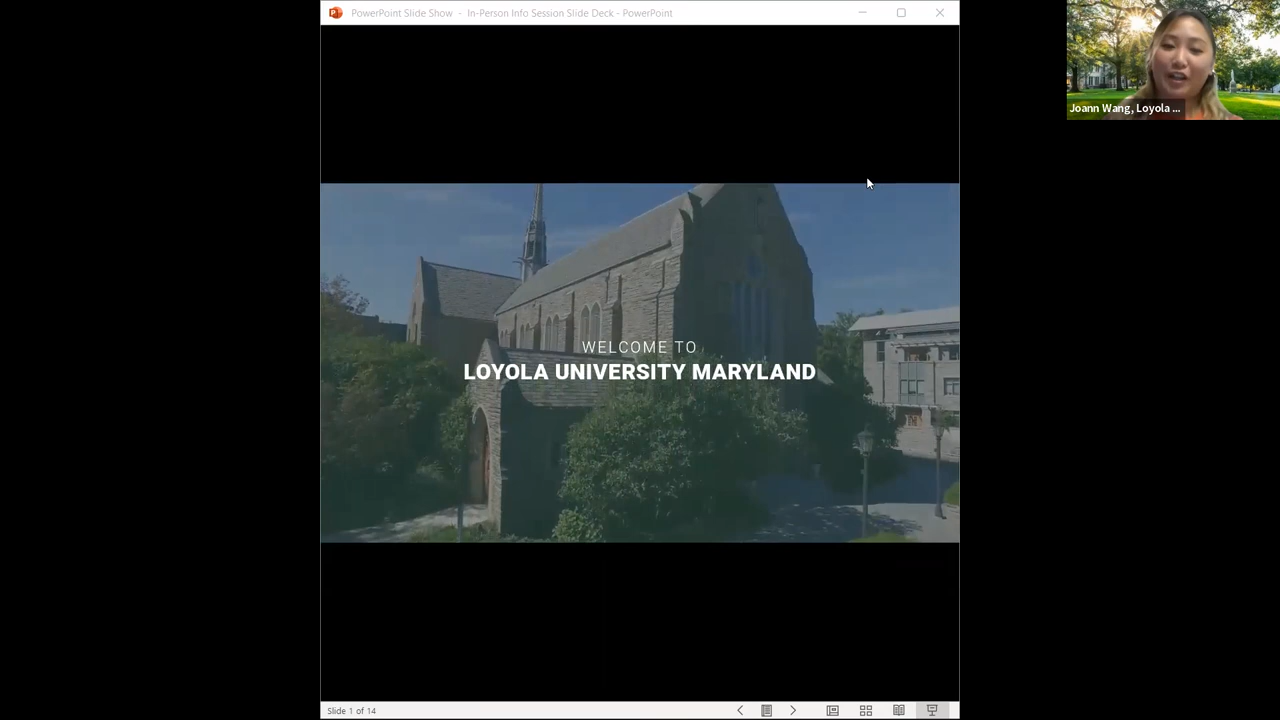 PowerPoint Slide Show - In-Person Info Session Slide Deck - PowerPoint
Joann Wang, Loyola ...
WELCOME TO
LOYOLA UNIVERSITY MARYLAND
Slide 1 of 14